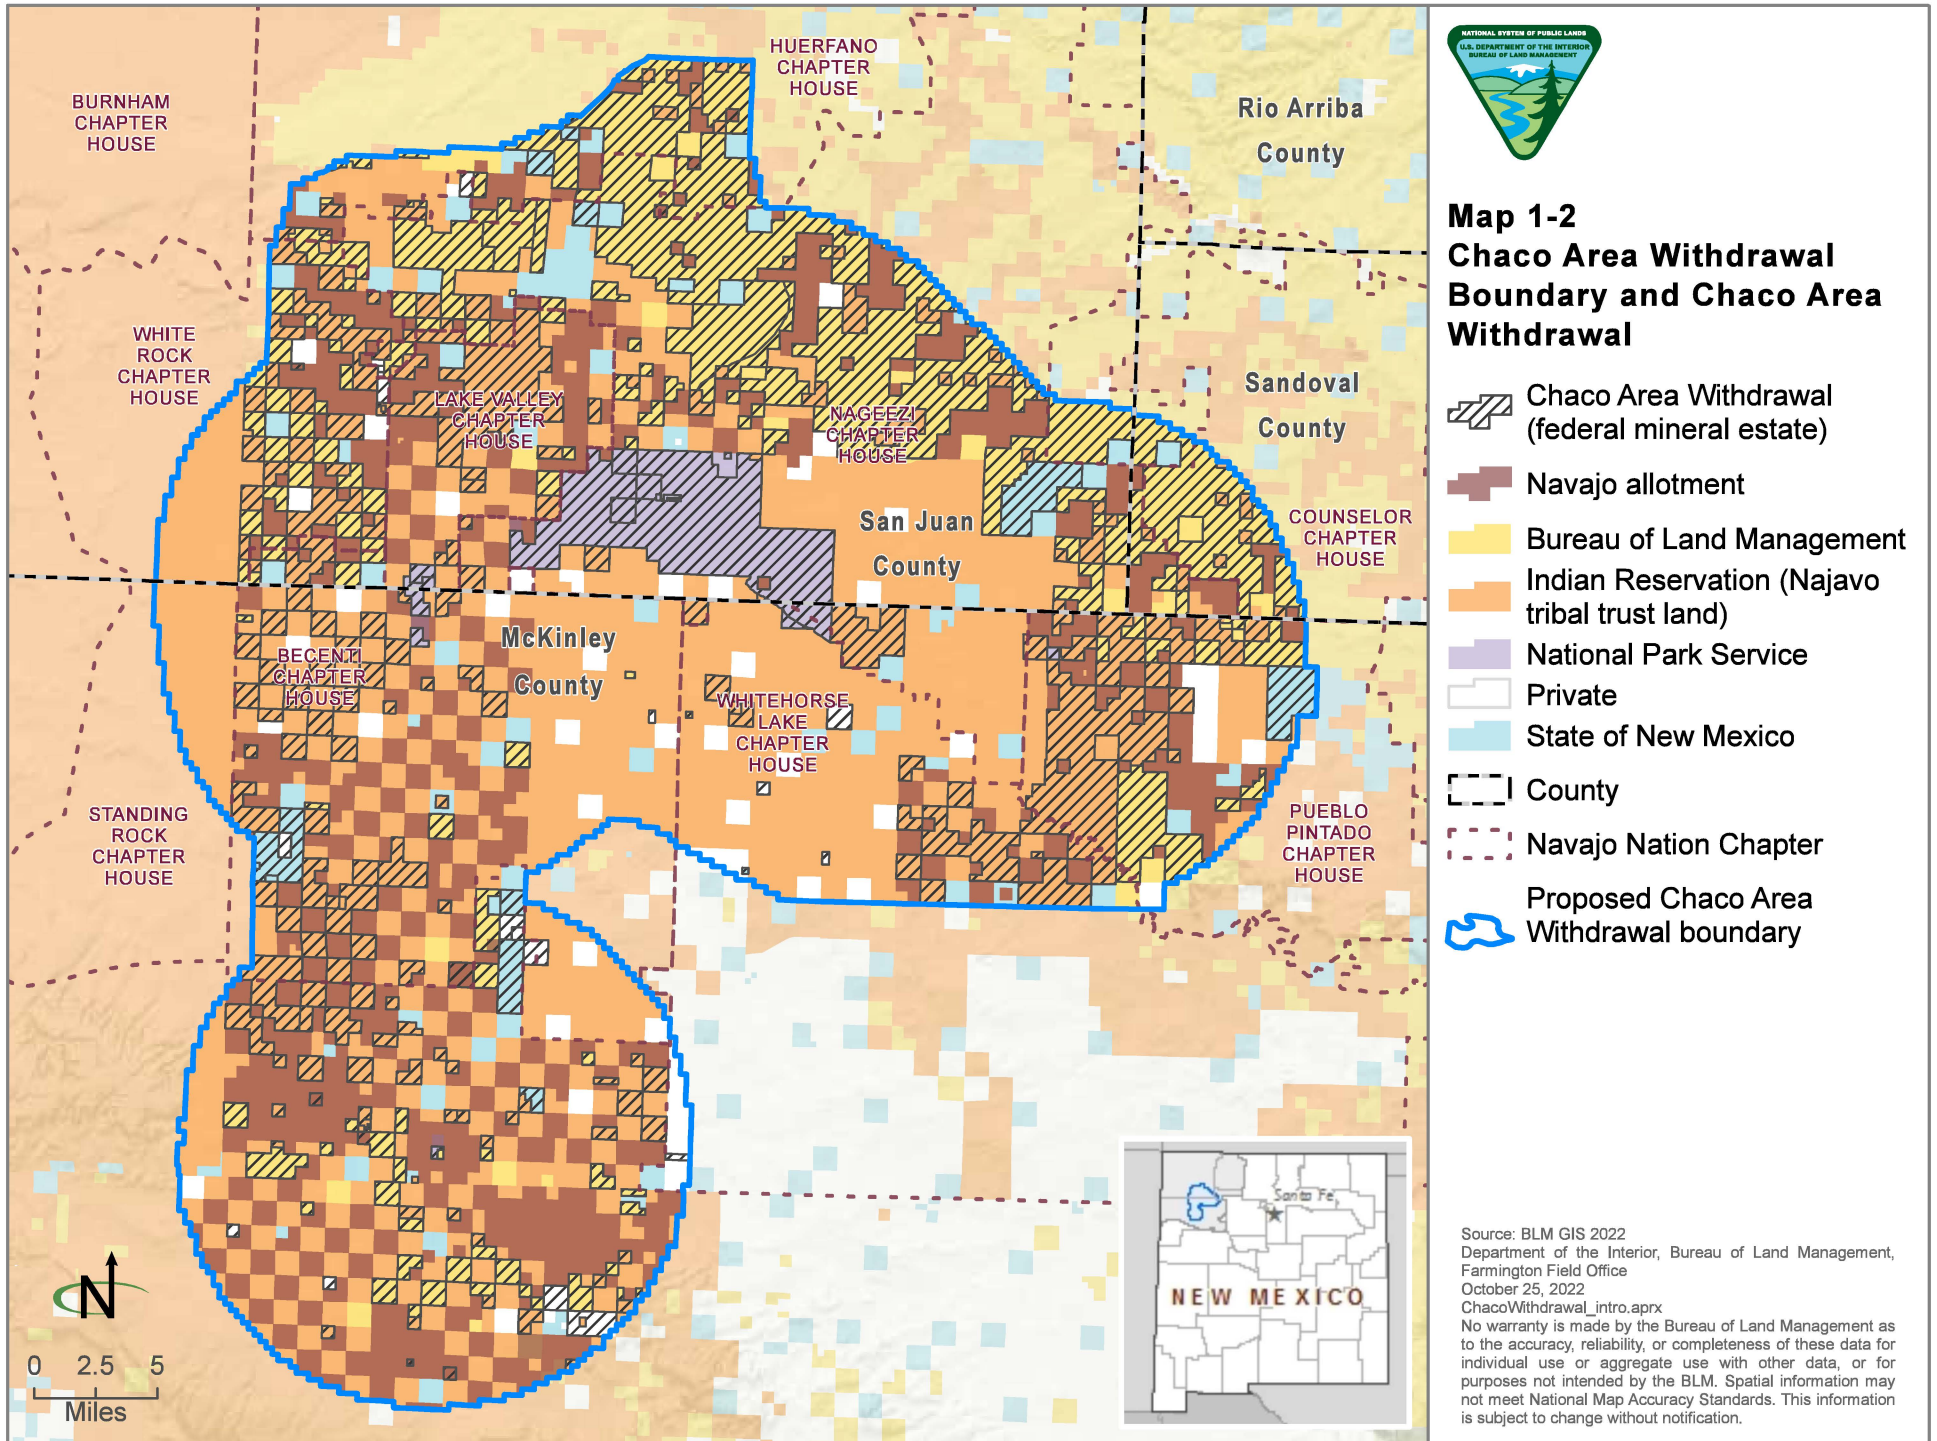 HUERFANO
CHAPTER
HOUSE
BURNHAM
CHAPTER
HOUSE
Rio Arriba
County
WHITE
ROCK
CHAPTER
HOUSE
LAKE VALLEY
CHAPTER
HOUSE
NAGEEZI
CHAPTER
HOUSE
Sandoval
County
San Juan
County
COUNSELOR
CHAPTER
HOUSE
McKinley
County
BECENTI
CHAPTER
HOUSE
WHITEHORSE
LAKE
CHAPTER
HOUSE
STANDING
ROCK
CHAPTER
HOUSE
PUEBLO
PINTADO
CHAPTER
HOUSE
N
0 2.5 5
Miles
Santa Fe
NEW MEXICO
NATIONAL SYSTEM OF PUBLIC LANDS
U.S. DEPARTMENT OF THE INTERIOR
BUREAU OF LAND MANAGEMENT
Map 1-2
Chaco Area Withdrawal
Boundary and Chaco Area
Withdrawal
Chaco Area Withdrawal
(federal mineral estate)
Navajo allotment
Bureau of Land Management
Indian Reservation (Najavo
tribal trust land)
National Park Service
Private
State of New Mexico
County
Navajo Nation Chapter
Proposed Chaco Area
Withdrawal boundary
Source: BLM GIS 2022
Department of the Interior, Bureau of Land Management,
Farmington Field Office
October 25, 2022
ChacoWithdrawal_intro.aprx
No warranty is made by the Bureau of Land Management as
to the accuracy, reliability, or completeness of these data for
individual use or aggregate use with other data, or for
purposes not intended by the BLM. Spatial information may
not meet National Map Accuracy Standards. This information
is subject to change without notification.